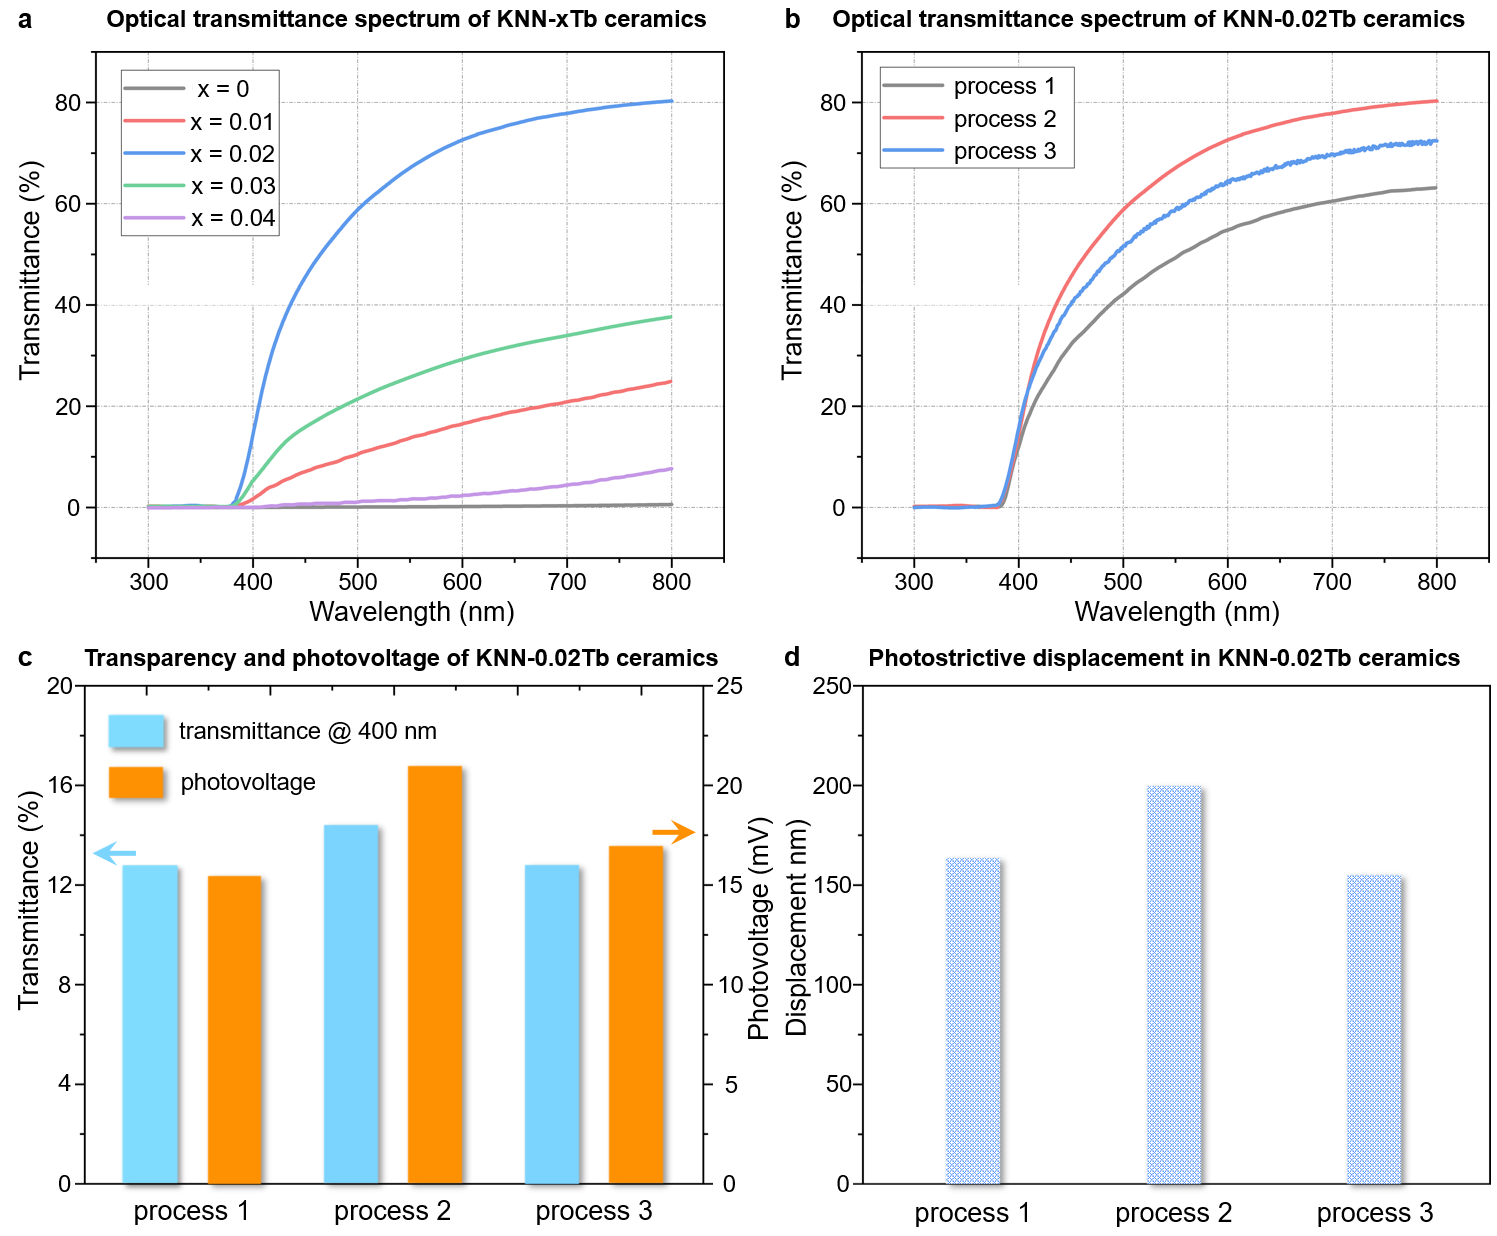 a
Optical transmittance spectrum of KNN-xTb ceramics
x = 0
x = 0.01
x = 0.02
x = 0.03
x = 0.04
80
60
40
20
0
Transmittance (%)
300 400 500 600 700 800
Wavelength (nm)
b
Optical transmittance spectrum of KNN-0.02Tb ceramics
process 1
process 2
process 3
80
60
40
20
0
Transmittance (%)
300 400 500 600 700 800
Wavelength (nm)
c
Transparency and photovoltage of KNN-0.02Tb ceramics
transmittance @ 400 nm
photovoltage
20
16
12
8
4
0
Transmittance (%)
25
20
15
10
5
0
Photovoltage (mV)
process 1 process 2 process 3
d
Photostrictive displacement in KNN-0.02Tb ceramics
250
200
150
100
50
0
Displacement nm)
process 1 process 2 process 3